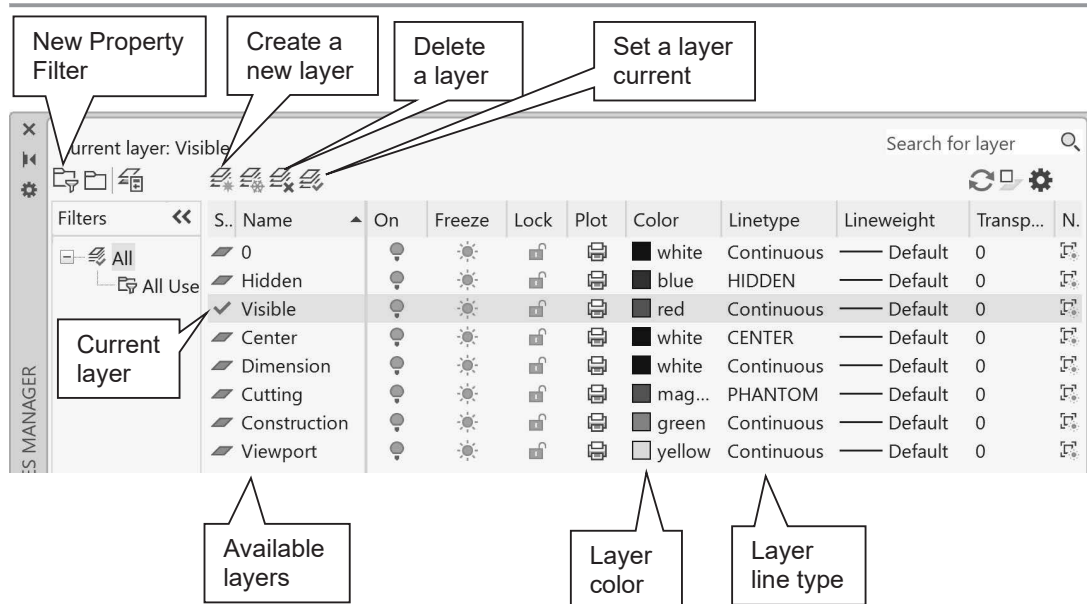 New Property
Filter
Create a
new layer
Delete
a layer
Set a layer
current
Current layer: Visible
Search for layer
Filters
All
All Use
S.. Name On Freeze Lock Plot Color Linetype Lineweight Transp... N.
0 white Continuous Default 0
Hidden blue HIDDEN Default 0
Visible red Continuous Default 0
Center white CENTER Default 0
Dimension white Continuous Default 0
Cutting mag... PHANTOM Default 0
Construction green Continuous Default 0
Viewport yellow Continuous Default 0
Current
layer
ES MANAGER
Available
layers
Layer
color
Layer
line type